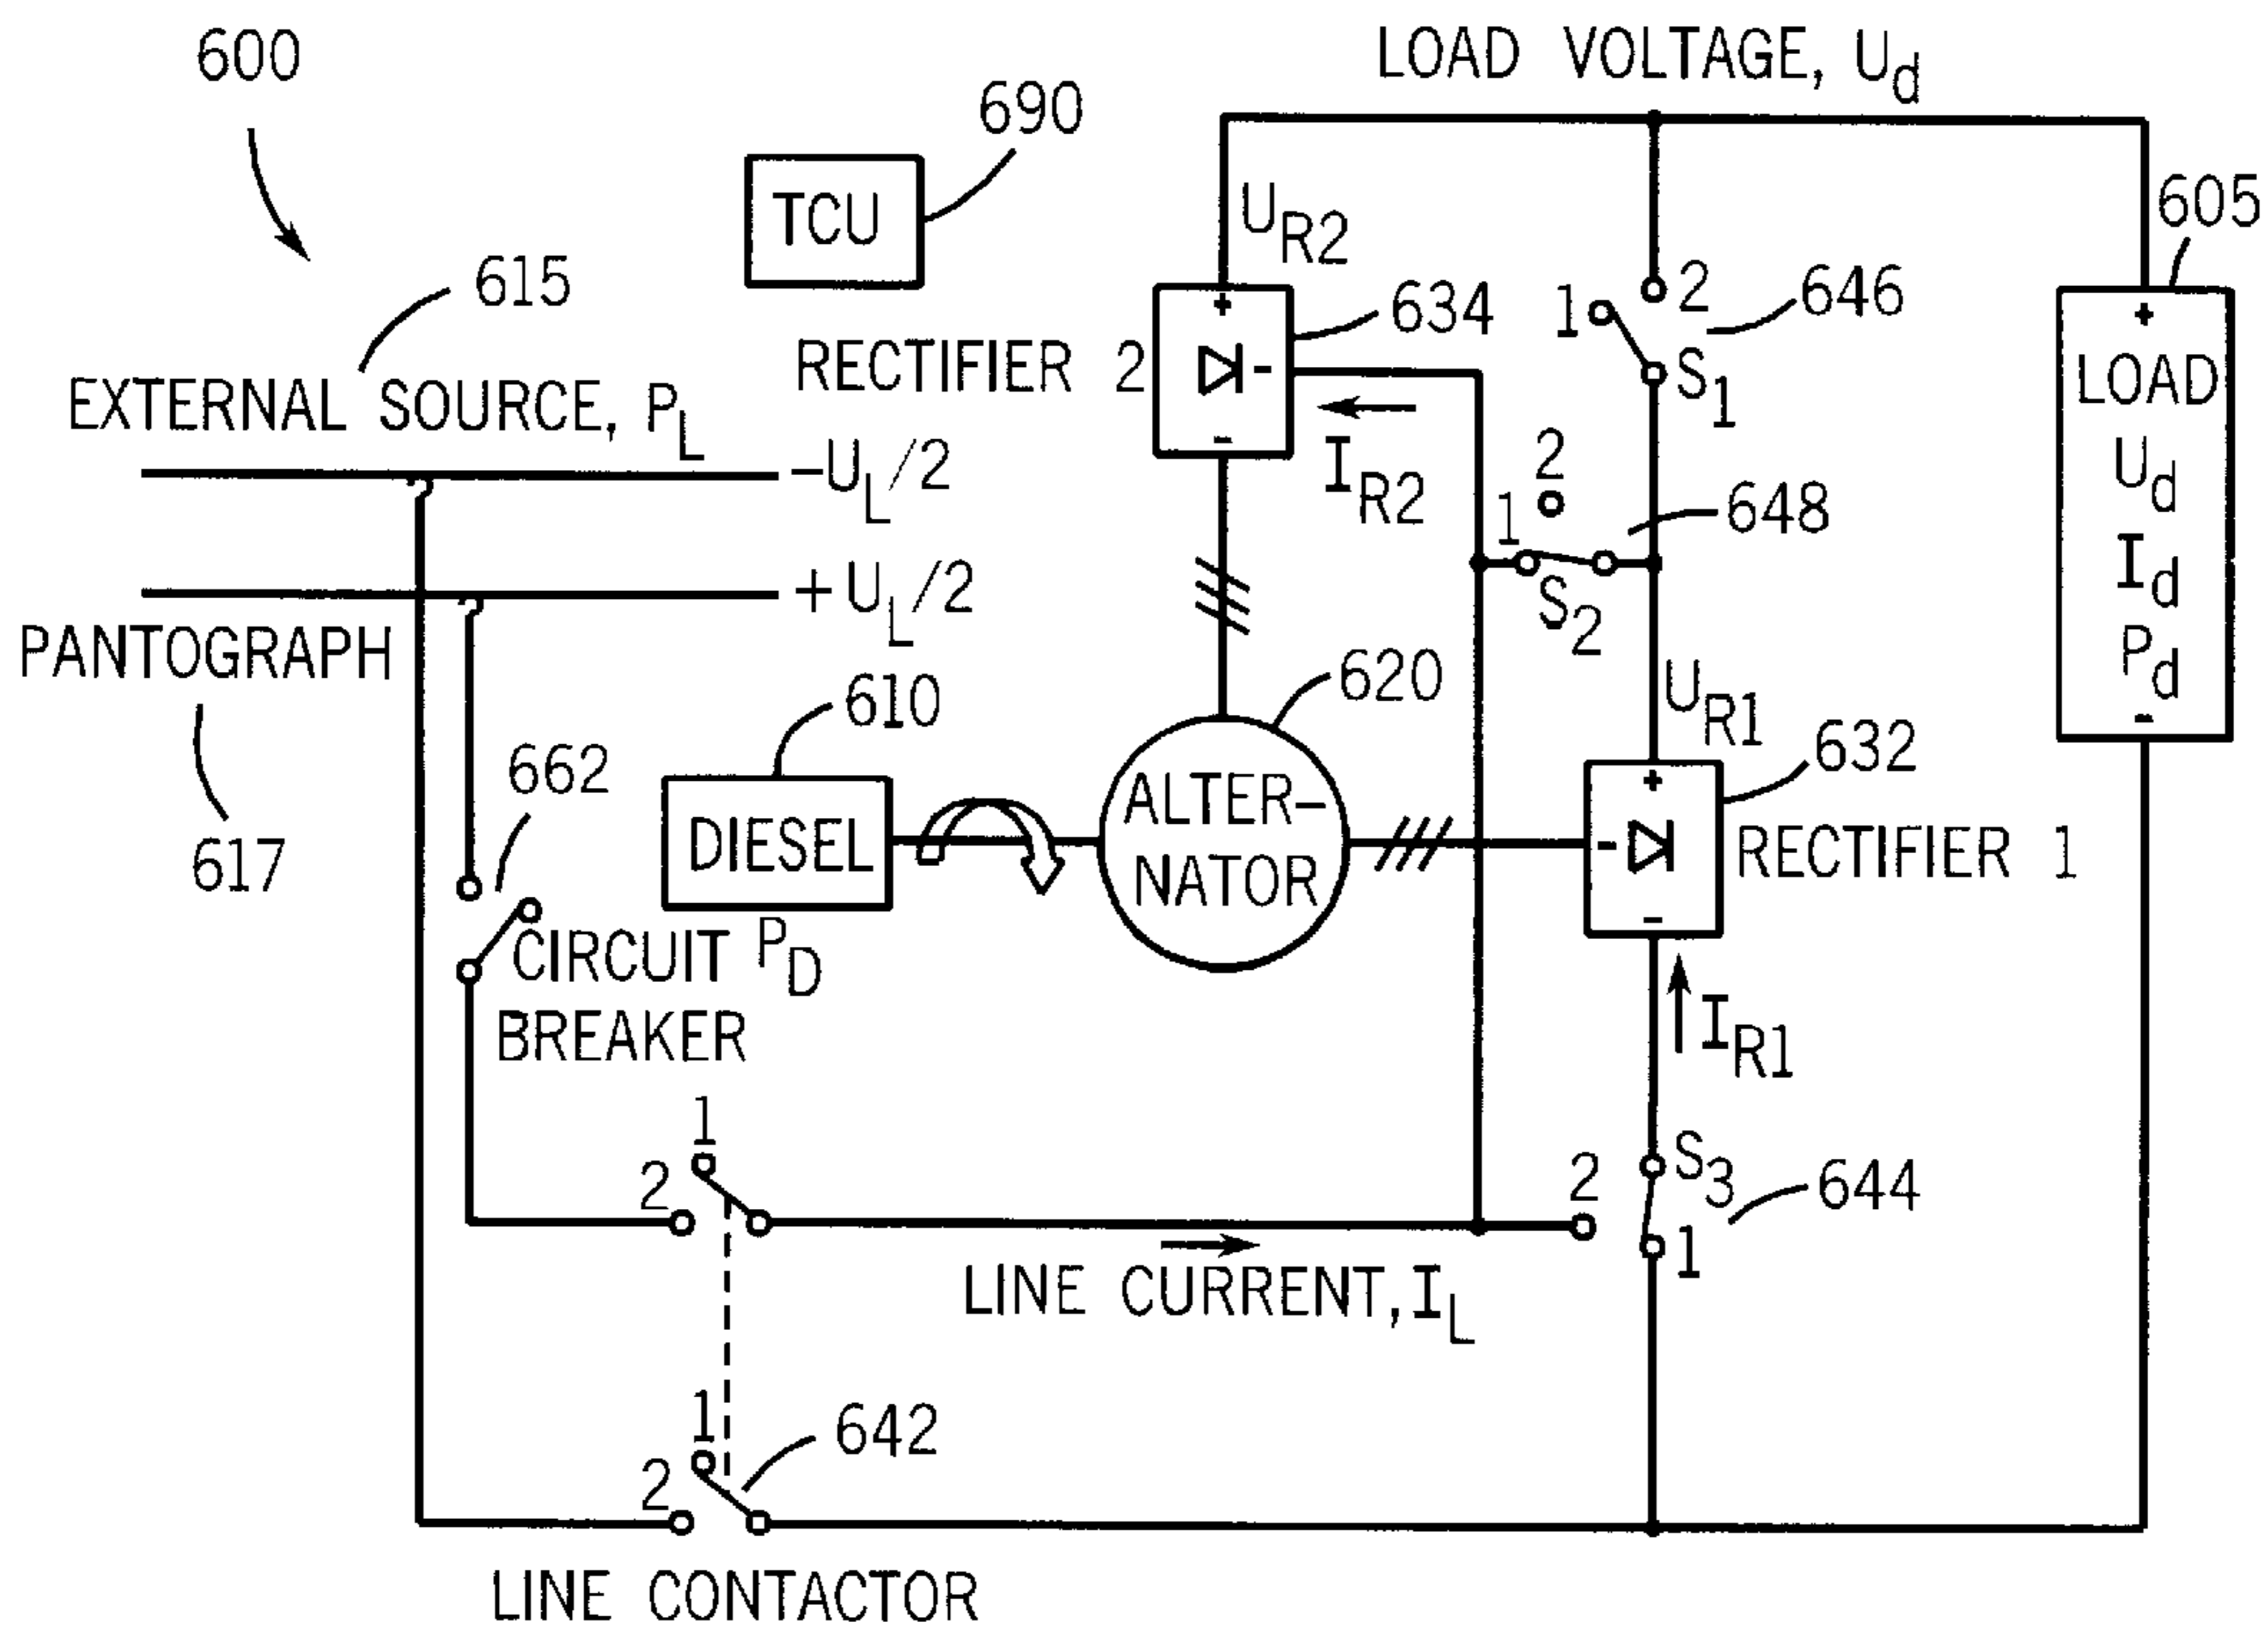 600
LOAD VOLTAGE, Ud
690
TCU
605
UR2
615
634
1
2
646
RECTIFIER 2
+
-
-
S1
+
LOAD
Ud
Id
Pd
-
EXTERNAL SOURCE, PL
-UL/2
IR2
2
1
648
S2
+UL/2
PANTOGRAPH
617
610
620
UR1
632
662
DIESEL
PD
ALTER-
NATOR
+
-
-
RECTIFIER 1
CIRCUIT
BREAKER
IR1
1
2
2
S3
1
644
LINE CURRENT, IL
1
2
642
LINE CONTACTOR